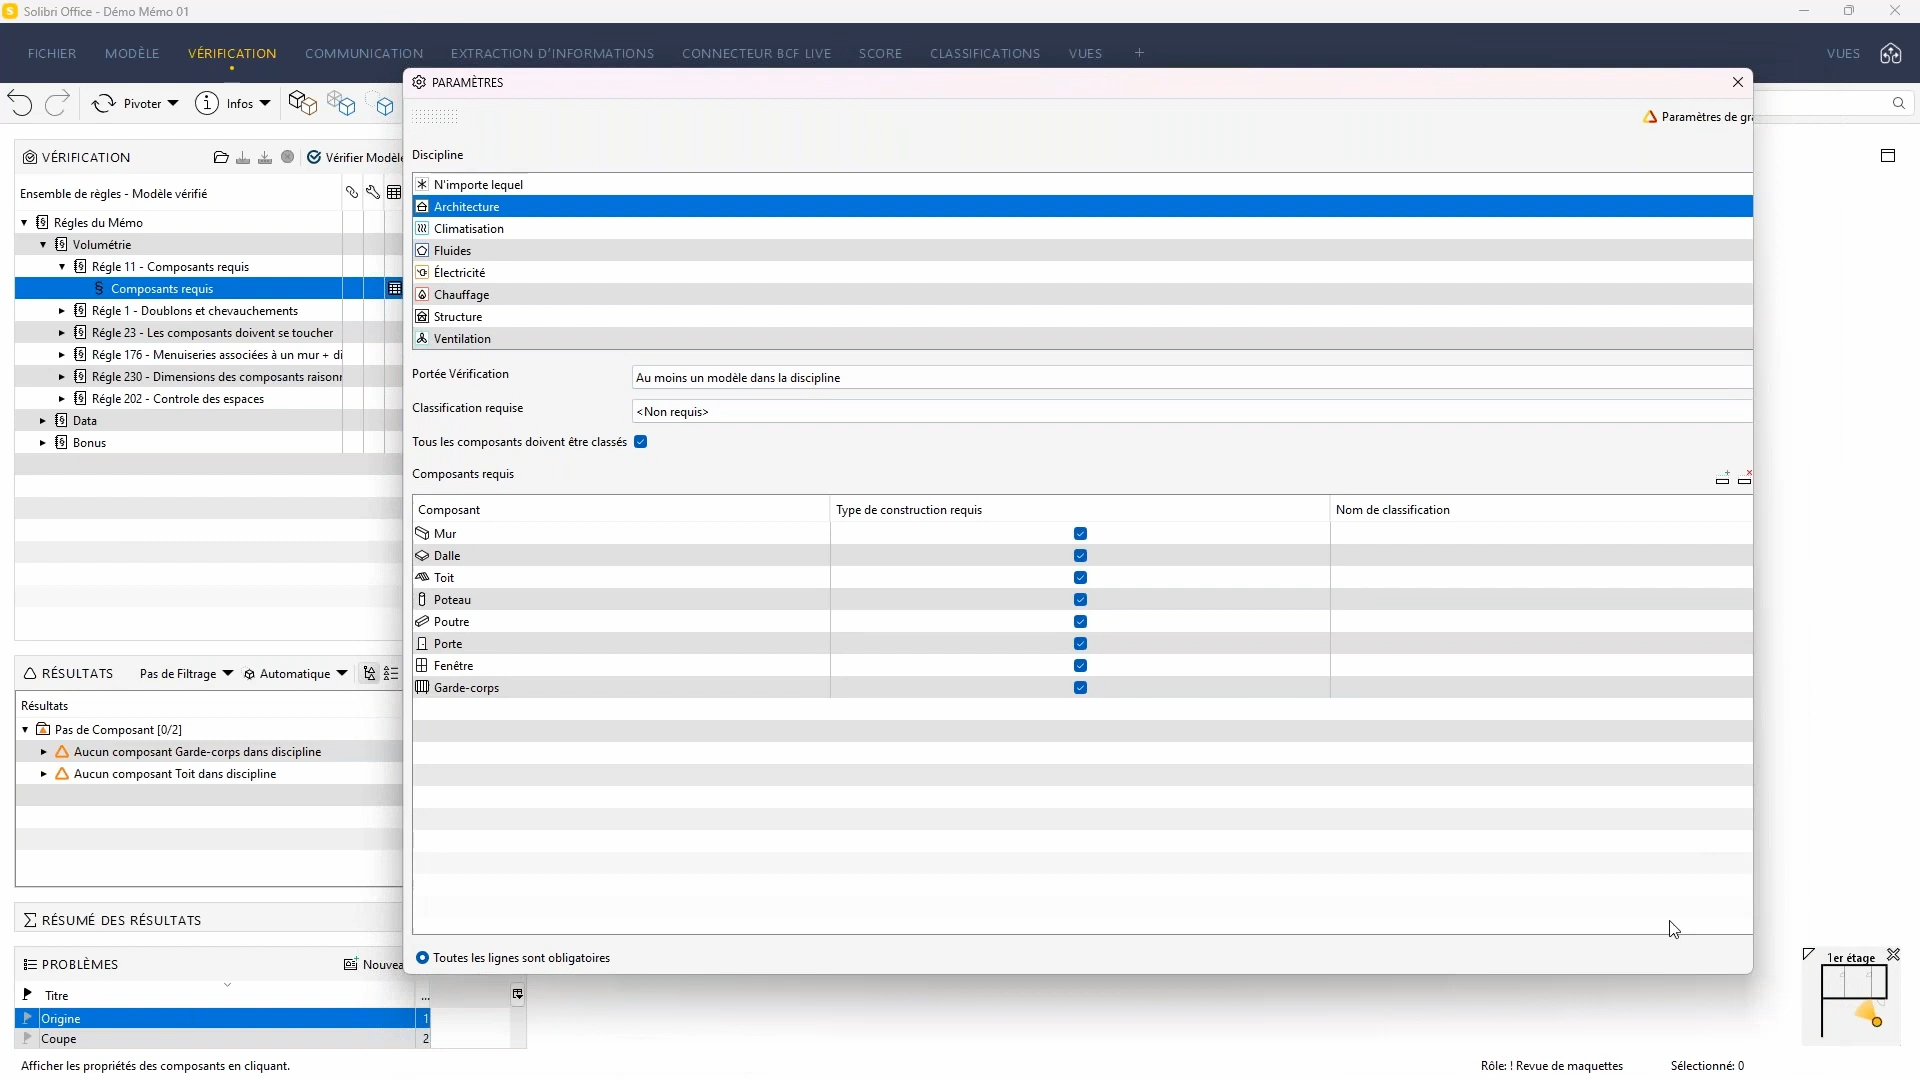 Solibri Office - Démo Mémo 01
FICHIER MODÈLE VÉRIFICATION COMMUNICATION EXTRACTION D'INFORMATIONS CONNECTEUR BCF LIVE SCORE CLASSIFICATIONS VUES + VUES
Pivoter Infos
PARAMÈTRES
Paramètres de gra
VÉRIFICATION Vérifier Modèle
Ensemble de règles - Modèle vérifié
Régles du Mémo
Volumétrie
Régle 11 - Composants requis
§ Composants requis
Régle 1 - Doublons et chevauchements
Régle 23 - Les composants doivent se toucher
Régle 176 - Menuiseries associées à un mur + di
Régle 230 - Dimensions des composants raisonn
Régle 202 - Controle des espaces
Data
Bonus
Discipline
N'importe lequel
Architecture
Climatisation
Fluides
Électricité
Chauffage
Structure
Ventilation
Portée Vérification Au moins un modèle dans la discipline
Classification requise <Non requis>
Tous les composants doivent être classés
Composants requis
Composant Type de construction requis Nom de classification
Mur
Dalle
Toit
Poteau
Poutre
Porte
Fenêtre
Garde-corps
Toutes les lignes sont obligatoires
RÉSULTATS Pas de Filtrage Automatique
Résultats
Pas de Composant [0/2]
Aucun composant Garde-corps dans discipline
Aucun composant Toit dans discipline
RÉSUMÉ DES RÉSULTATS
PROBLÈMES Nouvea
Titre ...
Origine 1
Coupe 2
1er étage
Afficher les propriétés des composants en cliquant. Rôle: ! Revue de maquettes Sélectionné: 0